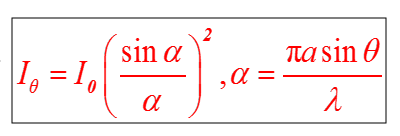 I_θ = I_0 (sin α / α)^2 , α = πa sin θ / λ